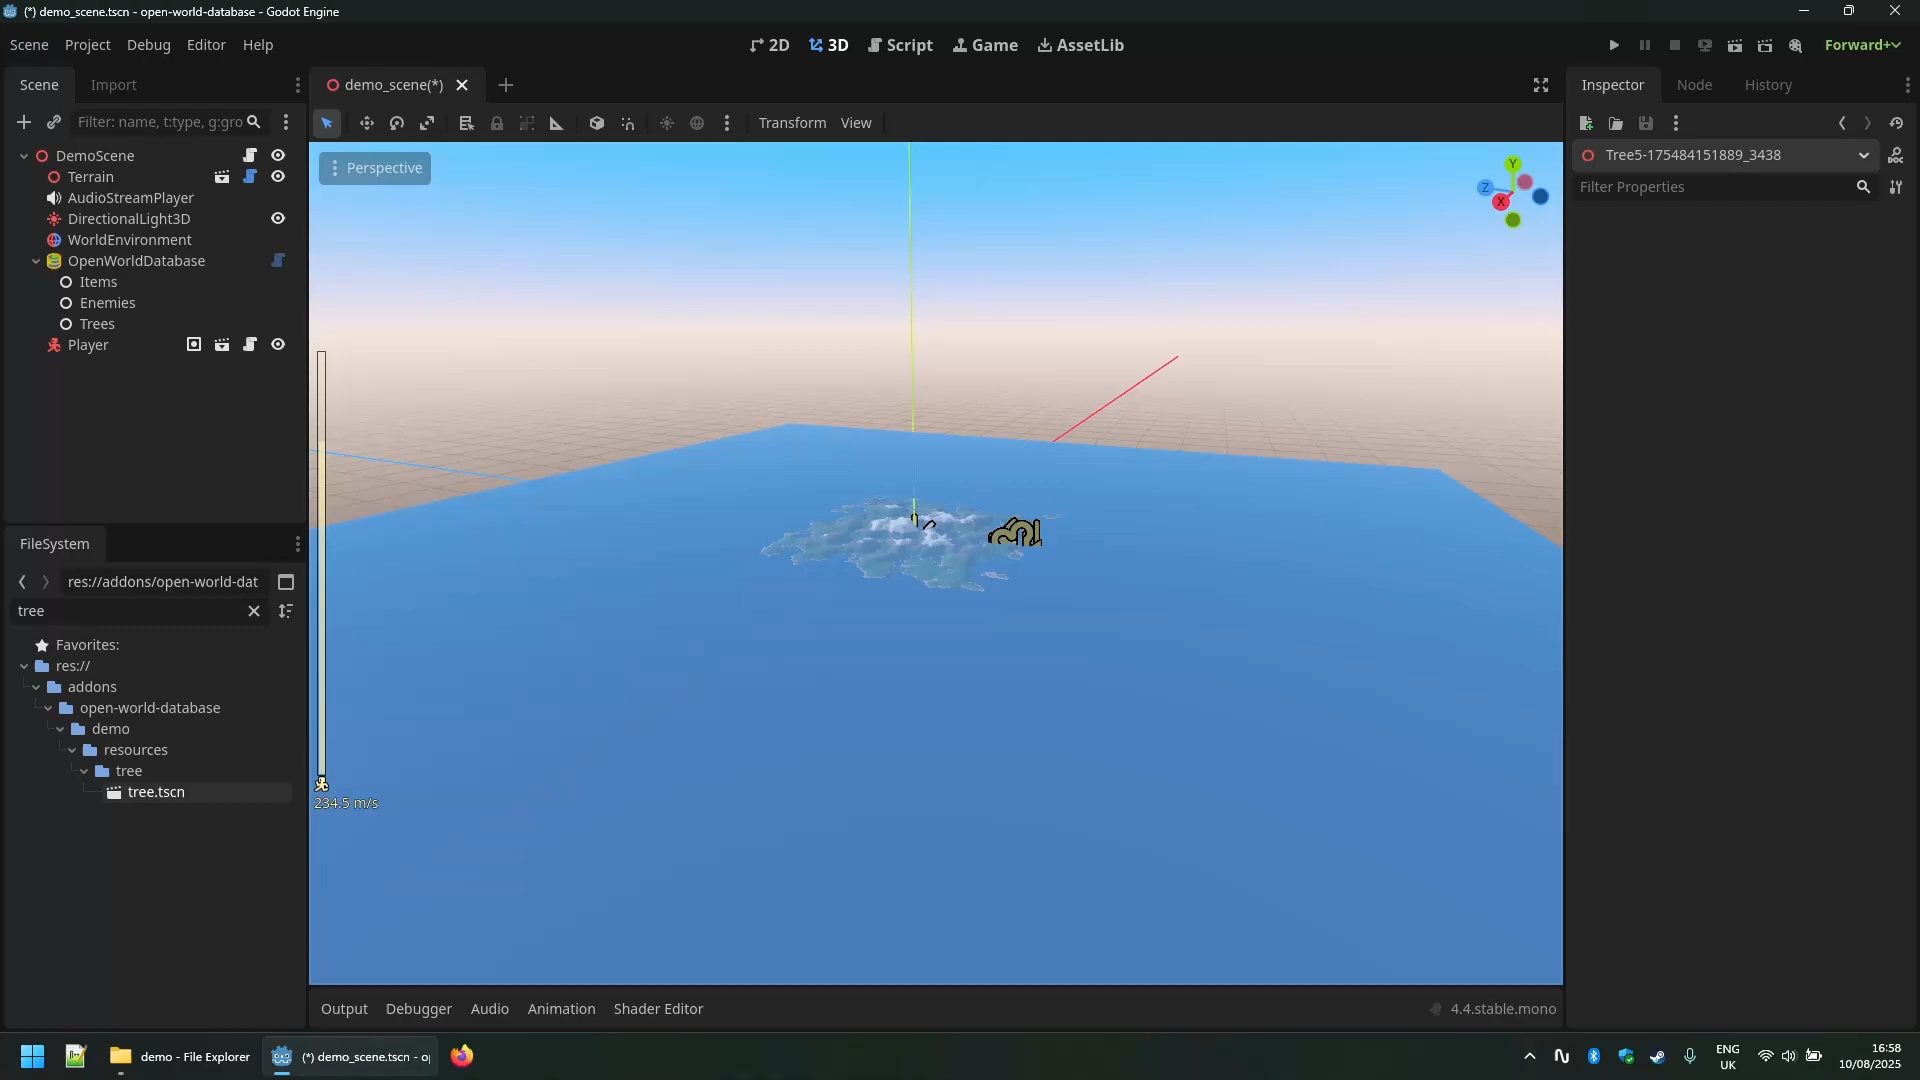 (*) demo_scene.tscn - open-world-database - Godot Engine
Scene Project Debug Editor Help
2D 3D Script Game AssetLib
Forward+
Scene Import
demo_scene(*)
Inspector Node History
Filter: name, t:type, g:gro
Transform View
DemoScene
Terrain
AudioStreamPlayer
DirectionalLight3D
WorldEnvironment
OpenWorldDatabase
Items
Enemies
Trees
Player
Perspective
Y
Z
X
234.5 m/s
Tree5-175484151889_3438
DOC
Filter Properties
FileSystem
res://addons/open-world-dat
tree
Favorites:
res://
addons
open-world-database
demo
resources
tree
tree.tscn
Output Debugger Audio Animation Shader Editor
4.4.stable.mono
demo - File Explorer
(*) demo_scene.tscn - o
ENG
UK
16:58
10/08/2025